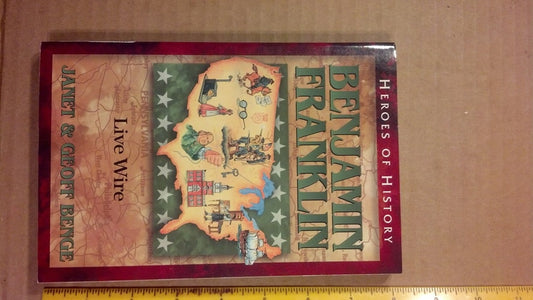 HEROES OF HISTORY
BENJAMIN
FRANKLIN
PENNSYLVANIA
Live Wire
JANET & GEOFF BENGE